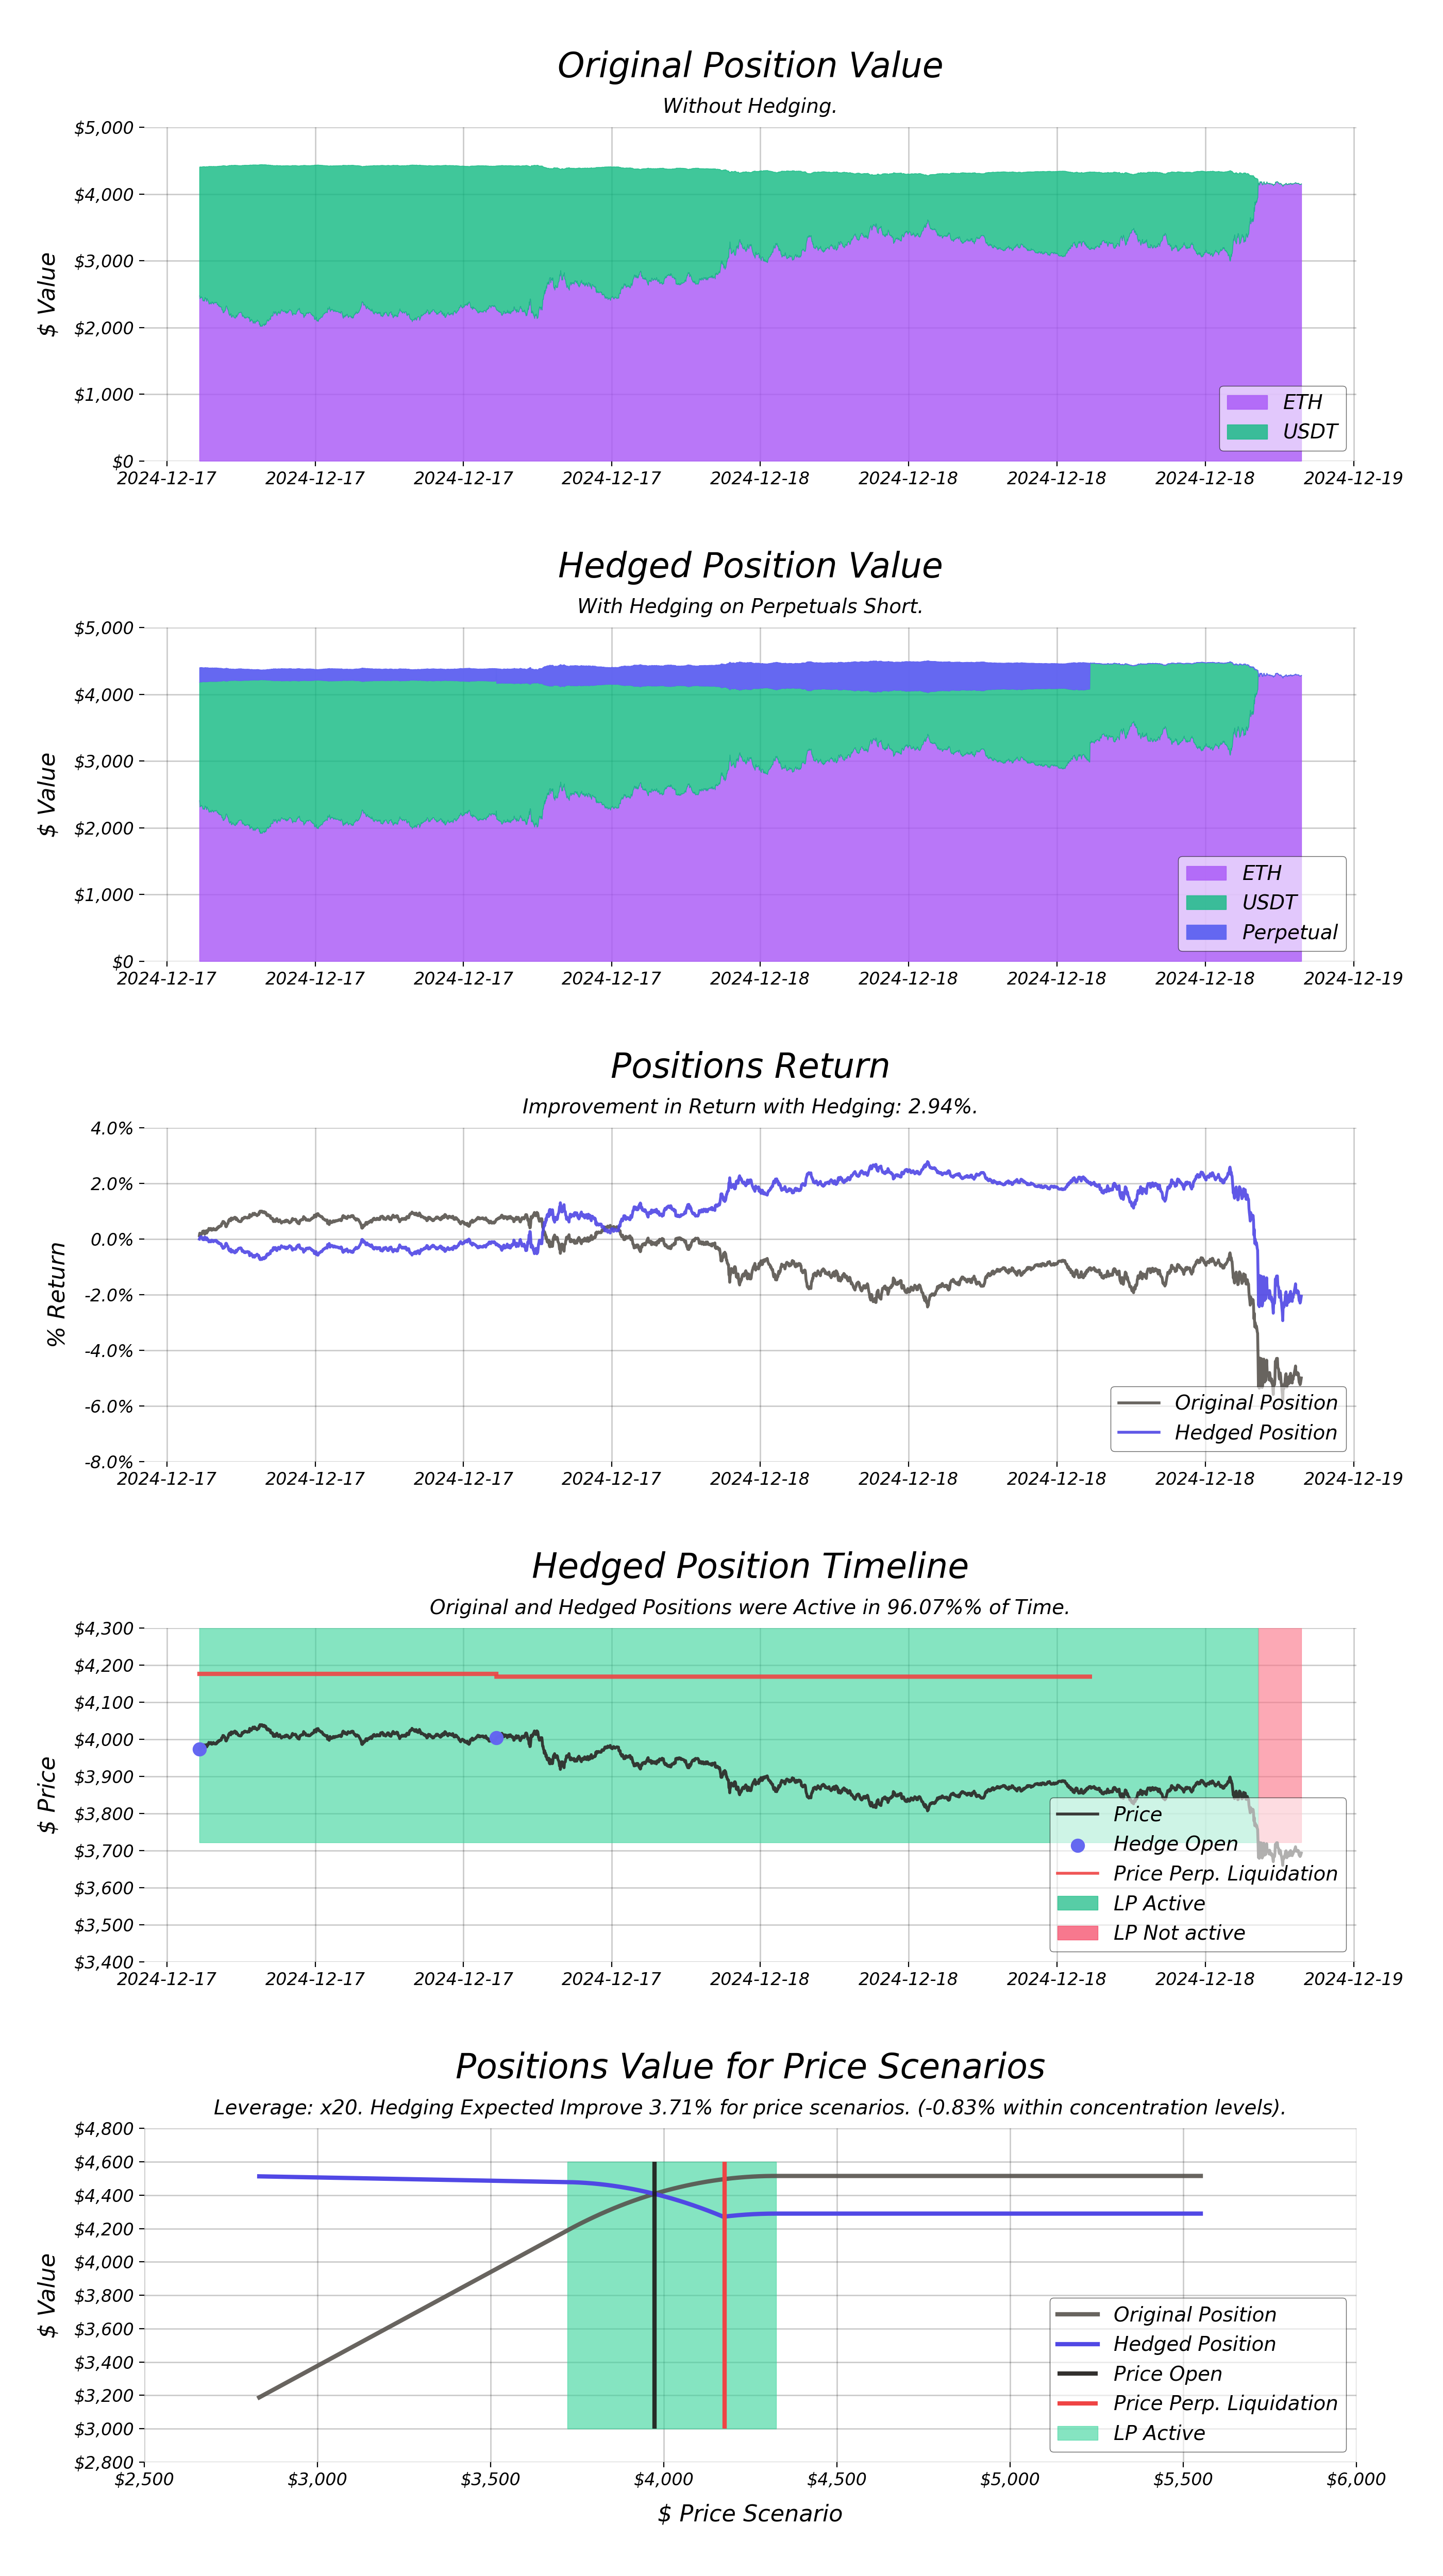 Original Position Value
Without Hedging.
$5,000
$4,000
$3,000
$2,000
$1,000
$0
$ Value
2024-12-17 2024-12-17 2024-12-17 2024-12-17 2024-12-18 2024-12-18 2024-12-18 2024-12-18 2024-12-19
ETH
USDT
Hedged Position Value
With Hedging on Perpetuals Short.
$5,000
$4,000
$3,000
$2,000
$1,000
$0
$ Value
2024-12-17 2024-12-17 2024-12-17 2024-12-17 2024-12-18 2024-12-18 2024-12-18 2024-12-18 2024-12-19
ETH
USDT
Perpetual
Positions Return
Improvement in Return with Hedging: 2.94%.
4.0%
2.0%
0.0%
-2.0%
-4.0%
-6.0%
-8.0%
% Return
2024-12-17 2024-12-17 2024-12-17 2024-12-17 2024-12-18 2024-12-18 2024-12-18 2024-12-18 2024-12-19
Original Position
Hedged Position
Hedged Position Timeline
Original and Hedged Positions were Active in 96.07%% of Time.
$4,300
$4,200
$4,100
$4,000
$3,900
$3,800
$3,700
$3,600
$3,500
$3,400
$ Price
2024-12-17 2024-12-17 2024-12-17 2024-12-17 2024-12-18 2024-12-18 2024-12-18 2024-12-18 2024-12-19
Price
Hedge Open
Price Perp. Liquidation
LP Active
LP Not active
Positions Value for Price Scenarios
Leverage: x20. Hedging Expected Improve 3.71% for price scenarios. (-0.83% within concentration levels).
$4,800
$4,600
$4,400
$4,200
$4,000
$3,800
$3,600
$3,400
$3,200
$3,000
$2,800
$ Value
$2,500 $3,000 $3,500 $4,000 $4,500 $5,000 $5,500 $6,000
$ Price Scenario
Original Position
Hedged Position
Price Open
Price Perp. Liquidation
LP Active